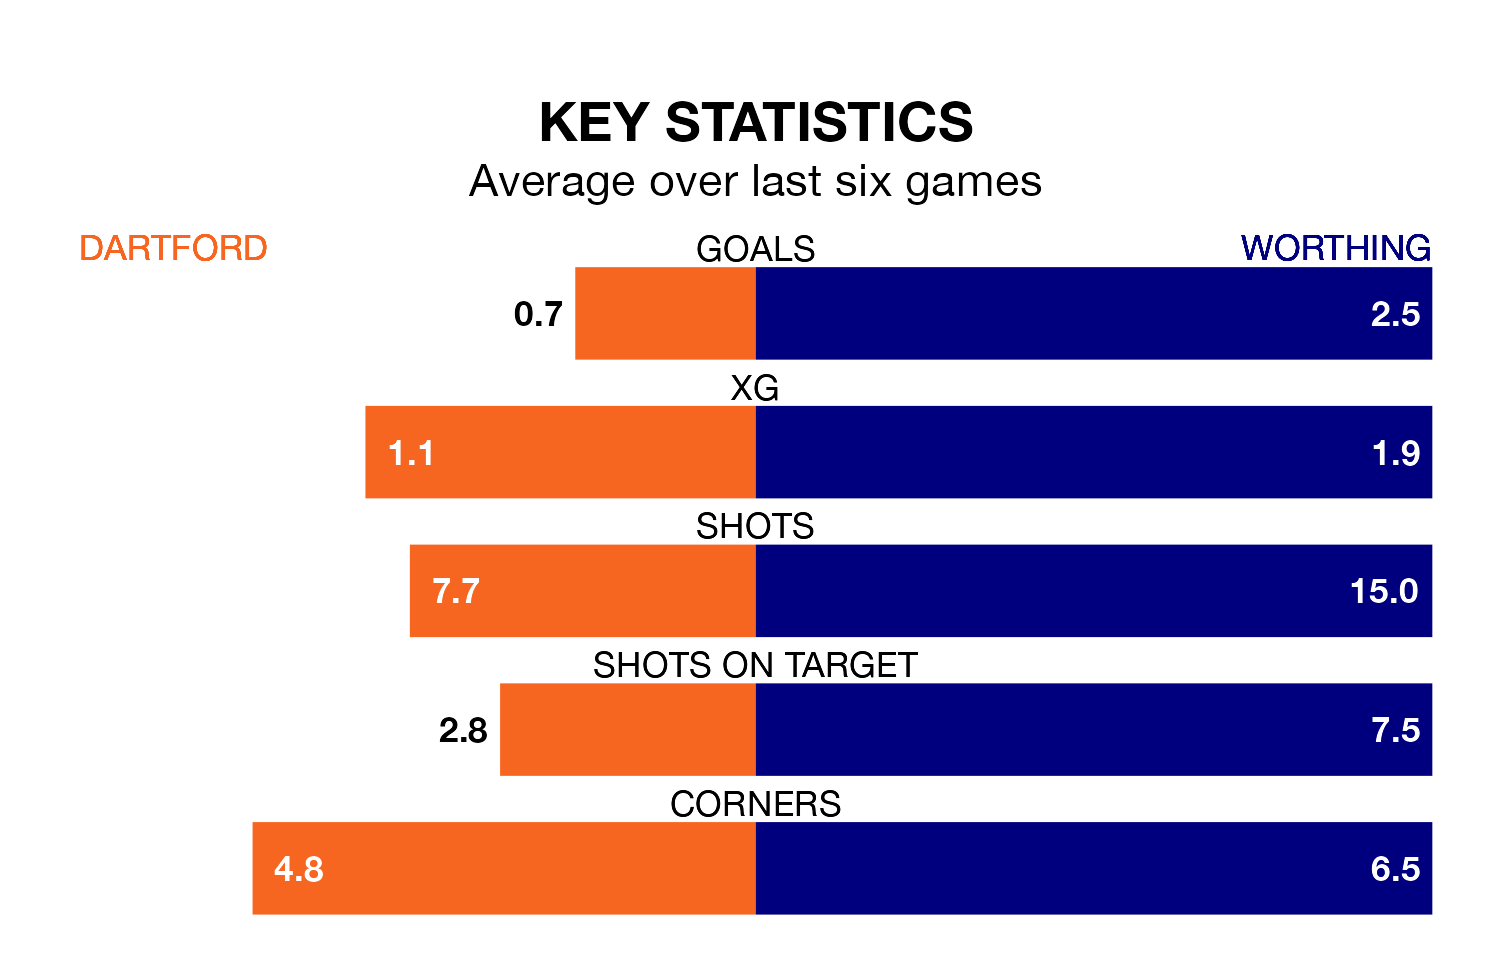 KEY STATISTICS
Average over last six games
DARTFORD GOALS WORTHING
0.7 2.5
XG
1.1 1.9
SHOTS
7.7 15.0
SHOTS ON TARGET
2.8 7.5
CORNERS
4.8 6.5